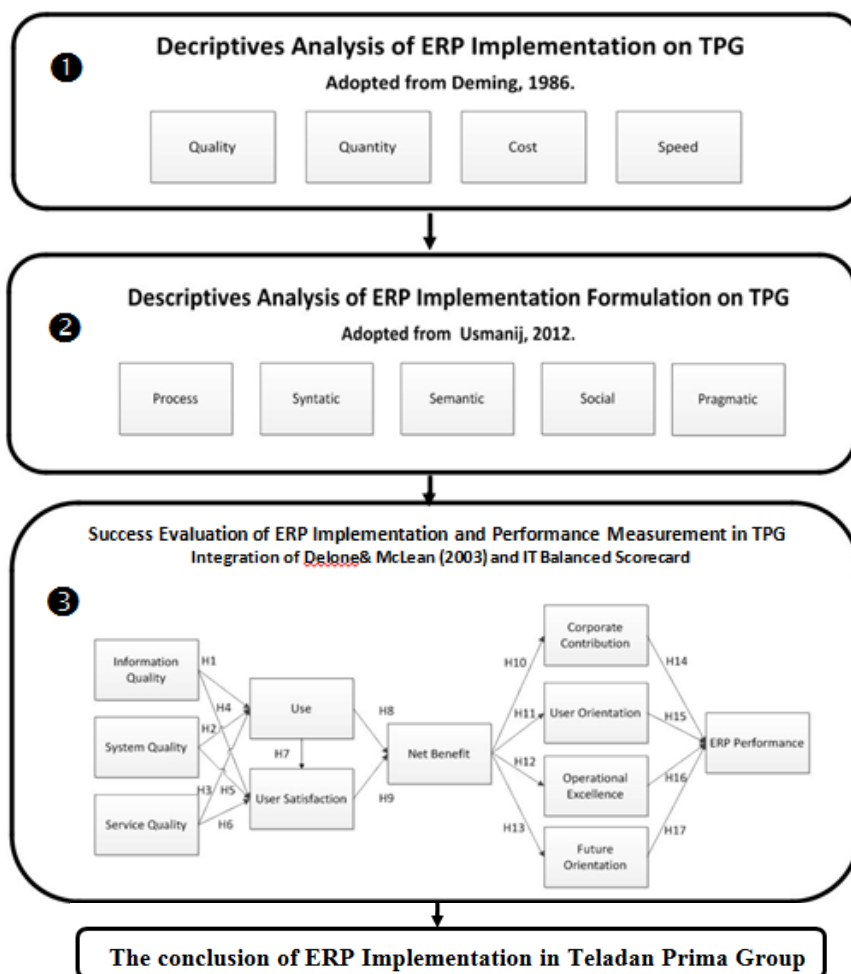 ❶
Decriptives Analysis of ERP Implementation on TPG
Adopted from Deming, 1986.
Quality
Quantity
Cost
Speed
❷
Descriptives Analysis of ERP Implementation Formulation on TPG
Adopted from Usmanij, 2012.
Process
Syntatic
Semantic
Social
Pragmatic
Success Evaluation of ERP Implementation and Performance Measurement in TPG
Integration of Delone& McLean (2003) and IT Balanced Scorecard
❸
Information
Quality
System Quality
Service Quality
H1
H4
H2
H3
H5
H6
Use
H7
User Satisfaction
H8
H9
Net Benefit
H10
H11
H12
H13
Corporate
Contribution
User Orientation
Operational
Excellence
Future
Orientation
H14
H15
H16
H17
ERP Performance
The conclusion of ERP Implementation in Teladan Prima Group